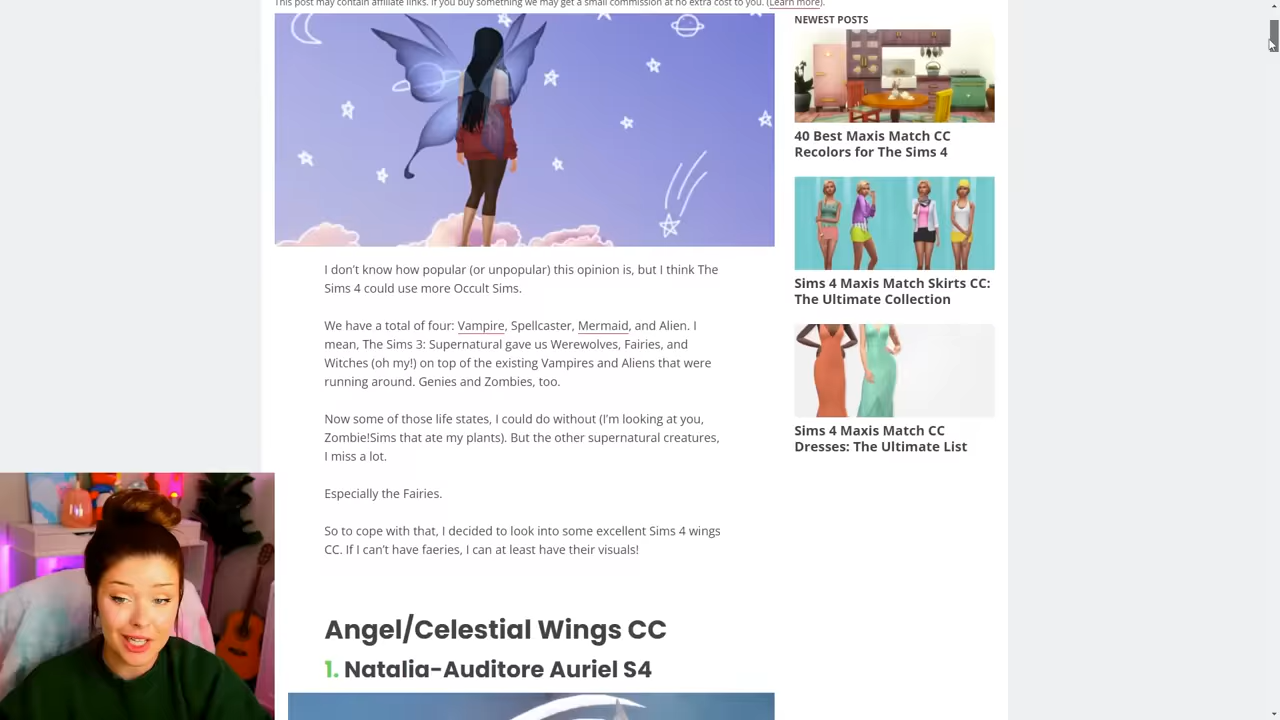 This post may contain affiliate links. If you buy something we may get a small commission at no extra cost to you. (Learn more).
I don't know how popular (or unpopular) this opinion is, but I think The
Sims 4 could use more Occult Sims.
We have a total of four: Vampire, Spellcaster, Mermaid, and Alien. I
mean, The Sims 3: Supernatural gave us Werewolves, Fairies, and
Witches (oh my!) on top of the existing Vampires and Aliens that were
running around. Genies and Zombies, too.
Now some of those life states, I could do without (I'm looking at you,
Zombie!Sims that ate my plants). But the other supernatural creatures,
I miss a lot.
Especially the Fairies.
So to cope with that, I decided to look into some excellent Sims 4 wings
CC. If I can't have faeries, I can at least have their visuals!
Angel/Celestial Wings CC
1. Natalia-Auditore Auriel S4
NEWEST POSTS
40 Best Maxis Match CC
Recolors for The Sims 4
Sims 4 Maxis Match Skirts CC:
The Ultimate Collection
Sims 4 Maxis Match CC
Dresses: The Ultimate List